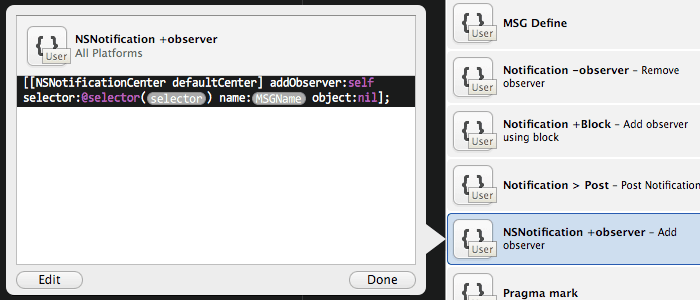 NSNotification +observer
All Platforms
User
[[NSNotificationCenter defaultCenter] addObserver:self
selector:@selector(selector) name:MSGName object:nil];
Edit
Done
MSG Define
User
Notification -observer – Remove
observer
User
Notification +Block – Add observer
using block
User
Notification > Post – Post Notification
User
NSNotification +observer – Add
observer
User
Pragma mark